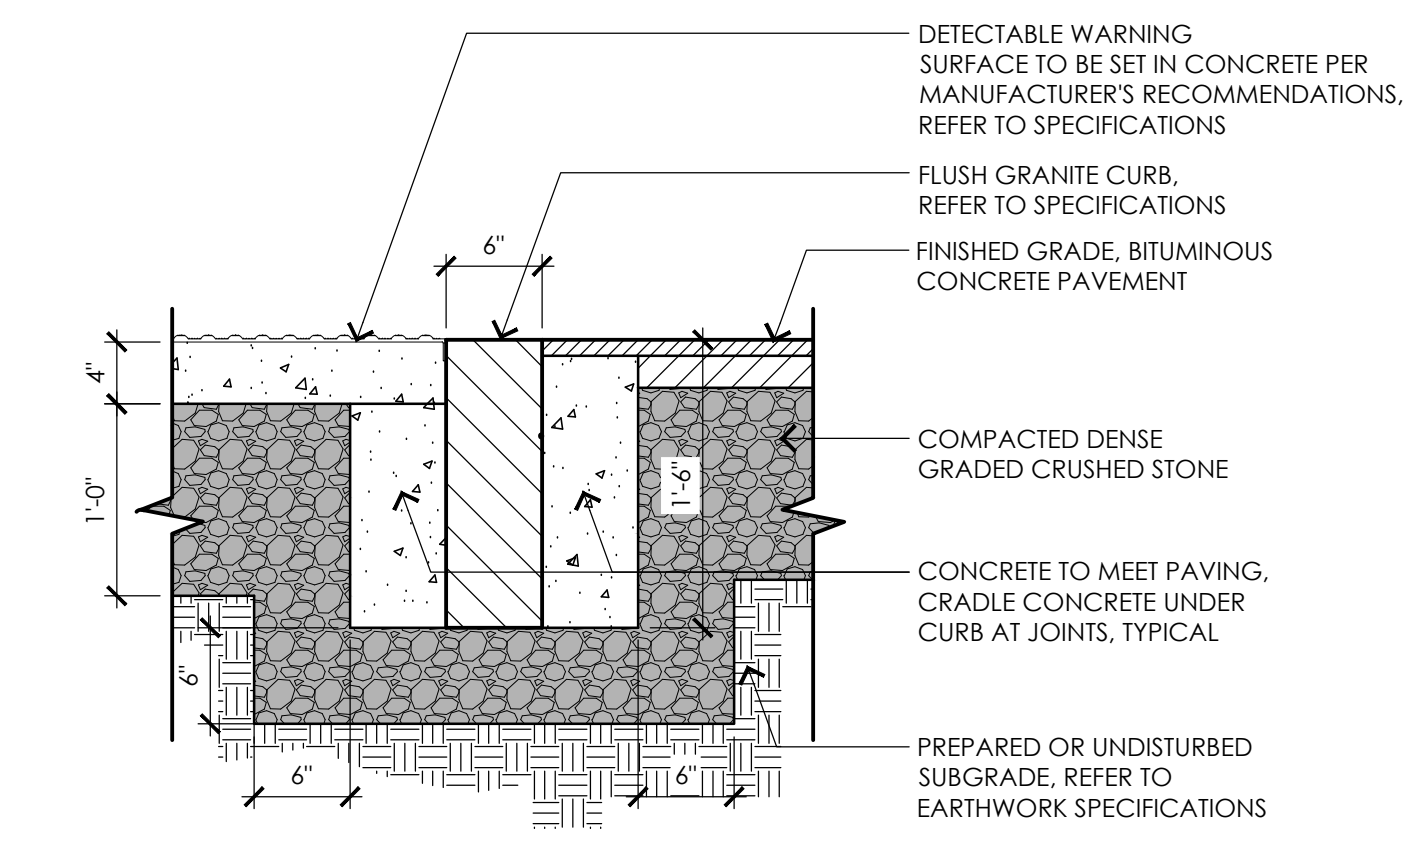 DETECTABLE WARNING
SURFACE TO BE SET IN CONCRETE PER
MANUFACTURER'S RECOMMENDATIONS,
REFER TO SPECIFICATIONS
FLUSH GRANITE CURB,
REFER TO SPECIFICATIONS
6"
FINISHED GRADE, BITUMINOUS
CONCRETE PAVEMENT
4"
COMPACTED DENSE
GRADED CRUSHED STONE
1'-0"
1'-6"
CONCRETE TO MEET PAVING,
CRADLE CONCRETE UNDER
CURB AT JOINTS, TYPICAL
6"
PREPARED OR UNDISTURBED
SUBGRADE, REFER TO
EARTHWORK SPECIFICATIONS
6"
6"